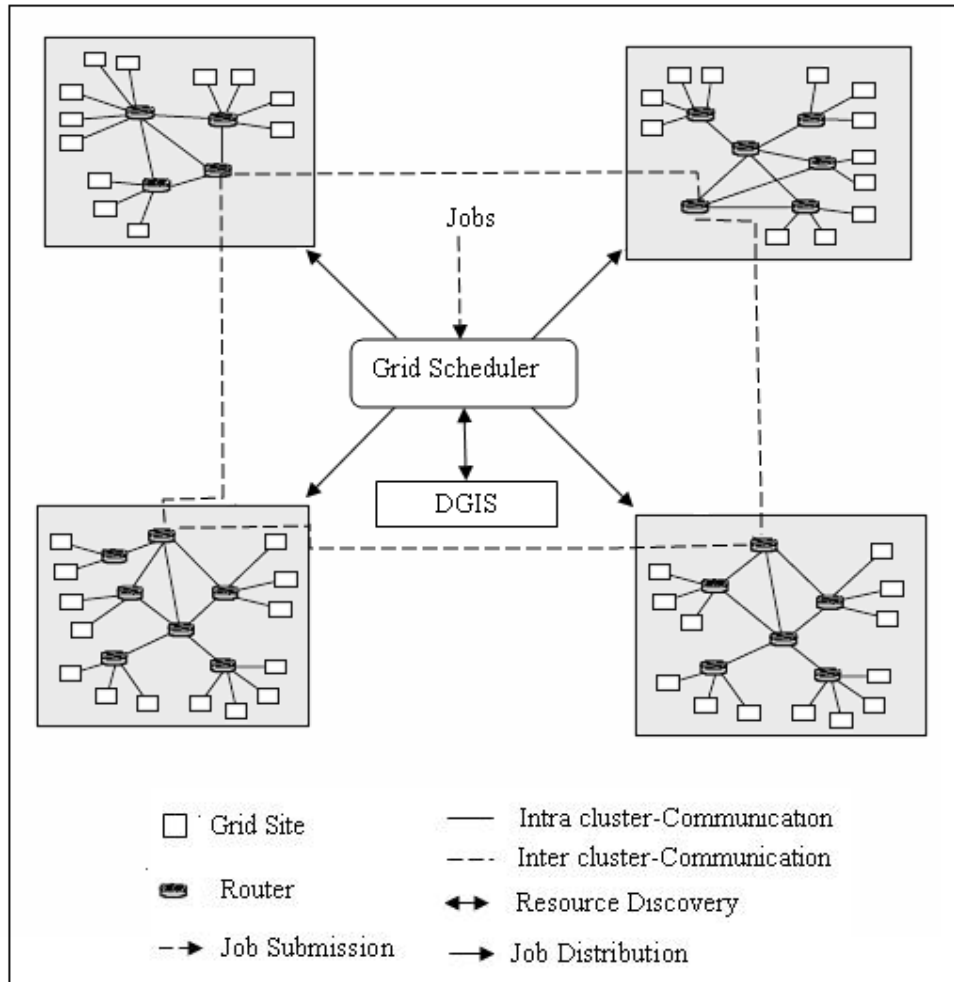 Jobs
Grid Scheduler
DGIS
Grid Site
Intra cluster-Communication
Inter cluster-Communication
Router
Resource Discovery
Job Submission
Job Distribution